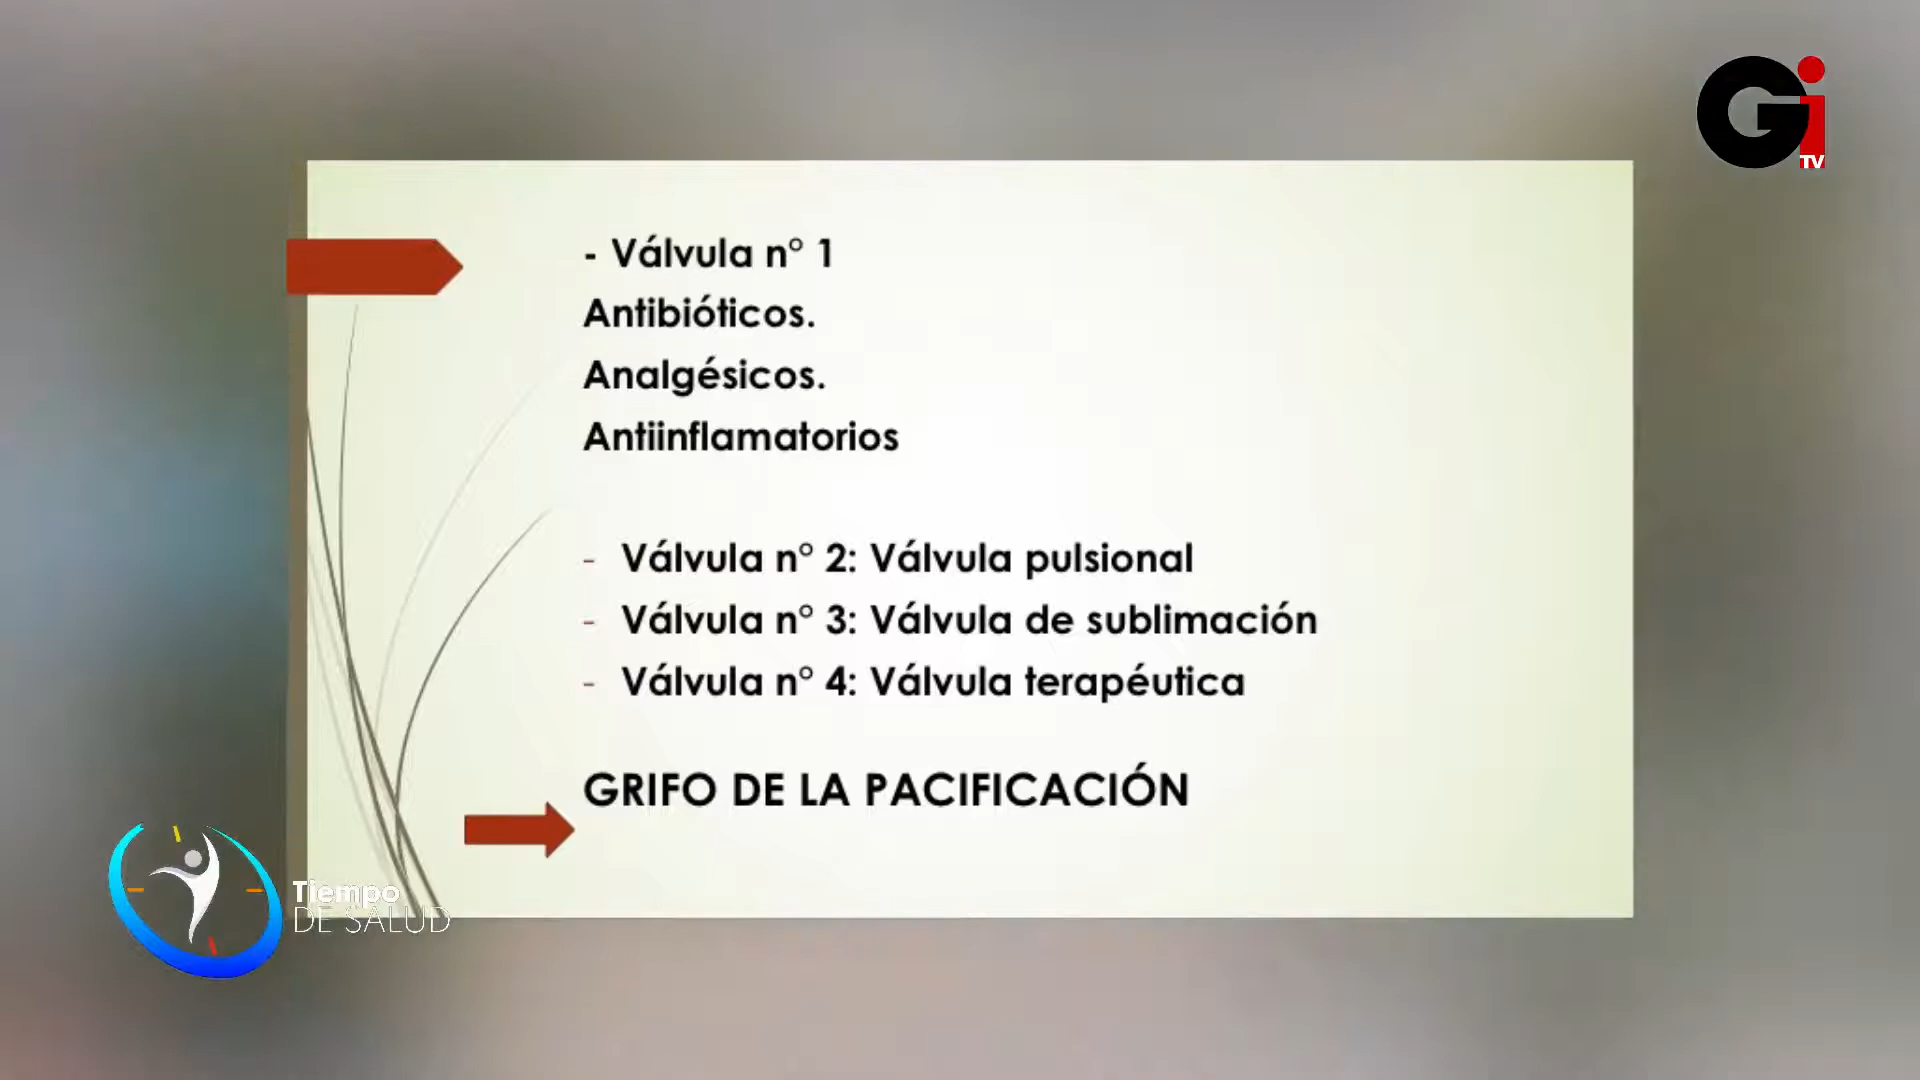 Gi
TV
- Válvula n° 1
Antibióticos.
Analgésicos.
Antiinflamatorios
- Válvula n° 2: Válvula pulsional
- Válvula n° 3: Válvula de sublimación
- Válvula n° 4: Válvula terapéutica
GRIFO DE LA PACIFICACIÓN
Tiempo
DE SALUD